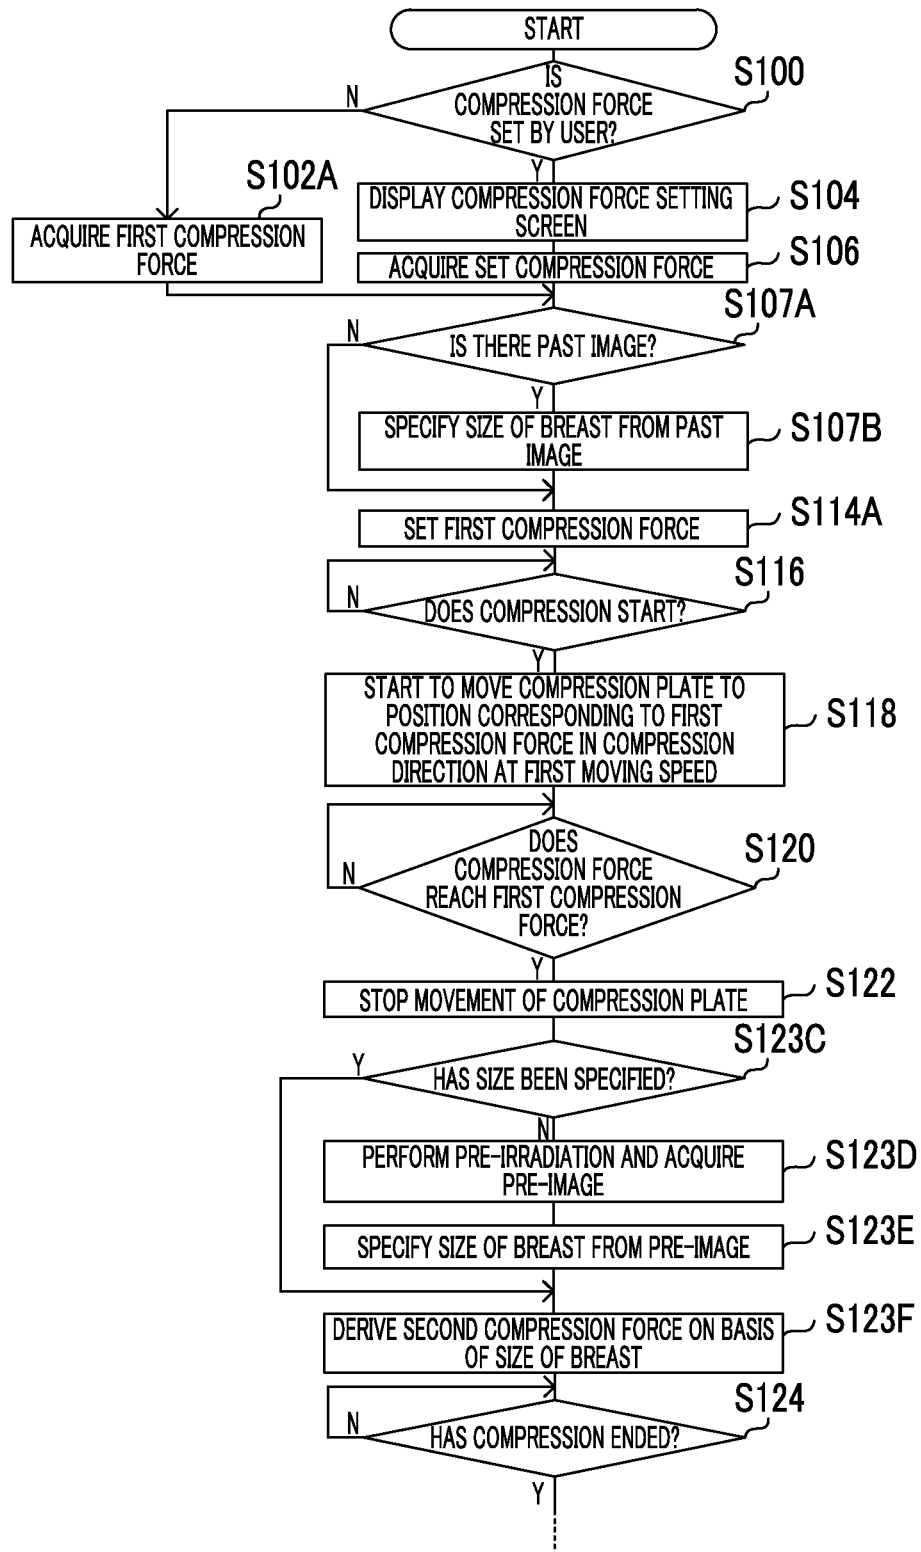 START
S100
IS
COMPRESSION FORCE
SET BY USER?
N
Y
S102A
ACQUIRE FIRST COMPRESSION
FORCE
S104
DISPLAY COMPRESSION FORCE SETTING
SCREEN
S106
ACQUIRE SET COMPRESSION FORCE
S107A
N
IS THERE PAST IMAGE?
Y
S107B
SPECIFY SIZE OF BREAST FROM PAST
IMAGE
S114A
SET FIRST COMPRESSION FORCE
S116
N
DOES COMPRESSION START?
Y
START TO MOVE COMPRESSION PLATE TO
POSITION CORRESPONDING TO FIRST
COMPRESSION FORCE IN COMPRESSION
DIRECTION AT FIRST MOVING SPEED
S118
DOES
COMPRESSION FORCE
REACH FIRST COMPRESSION
FORCE?
S120
N
Y
STOP MOVEMENT OF COMPRESSION PLATE
S122
S123C
Y
HAS SIZE BEEN SPECIFIED?
N
PERFORM PRE-IRRADIATION AND ACQUIRE
PRE-IMAGE
S123D
SPECIFY SIZE OF BREAST FROM PRE-IMAGE
S123E
DERIVE SECOND COMPRESSION FORCE ON BASIS
OF SIZE OF BREAST
S123F
S124
N
HAS COMPRESSION ENDED?
Y